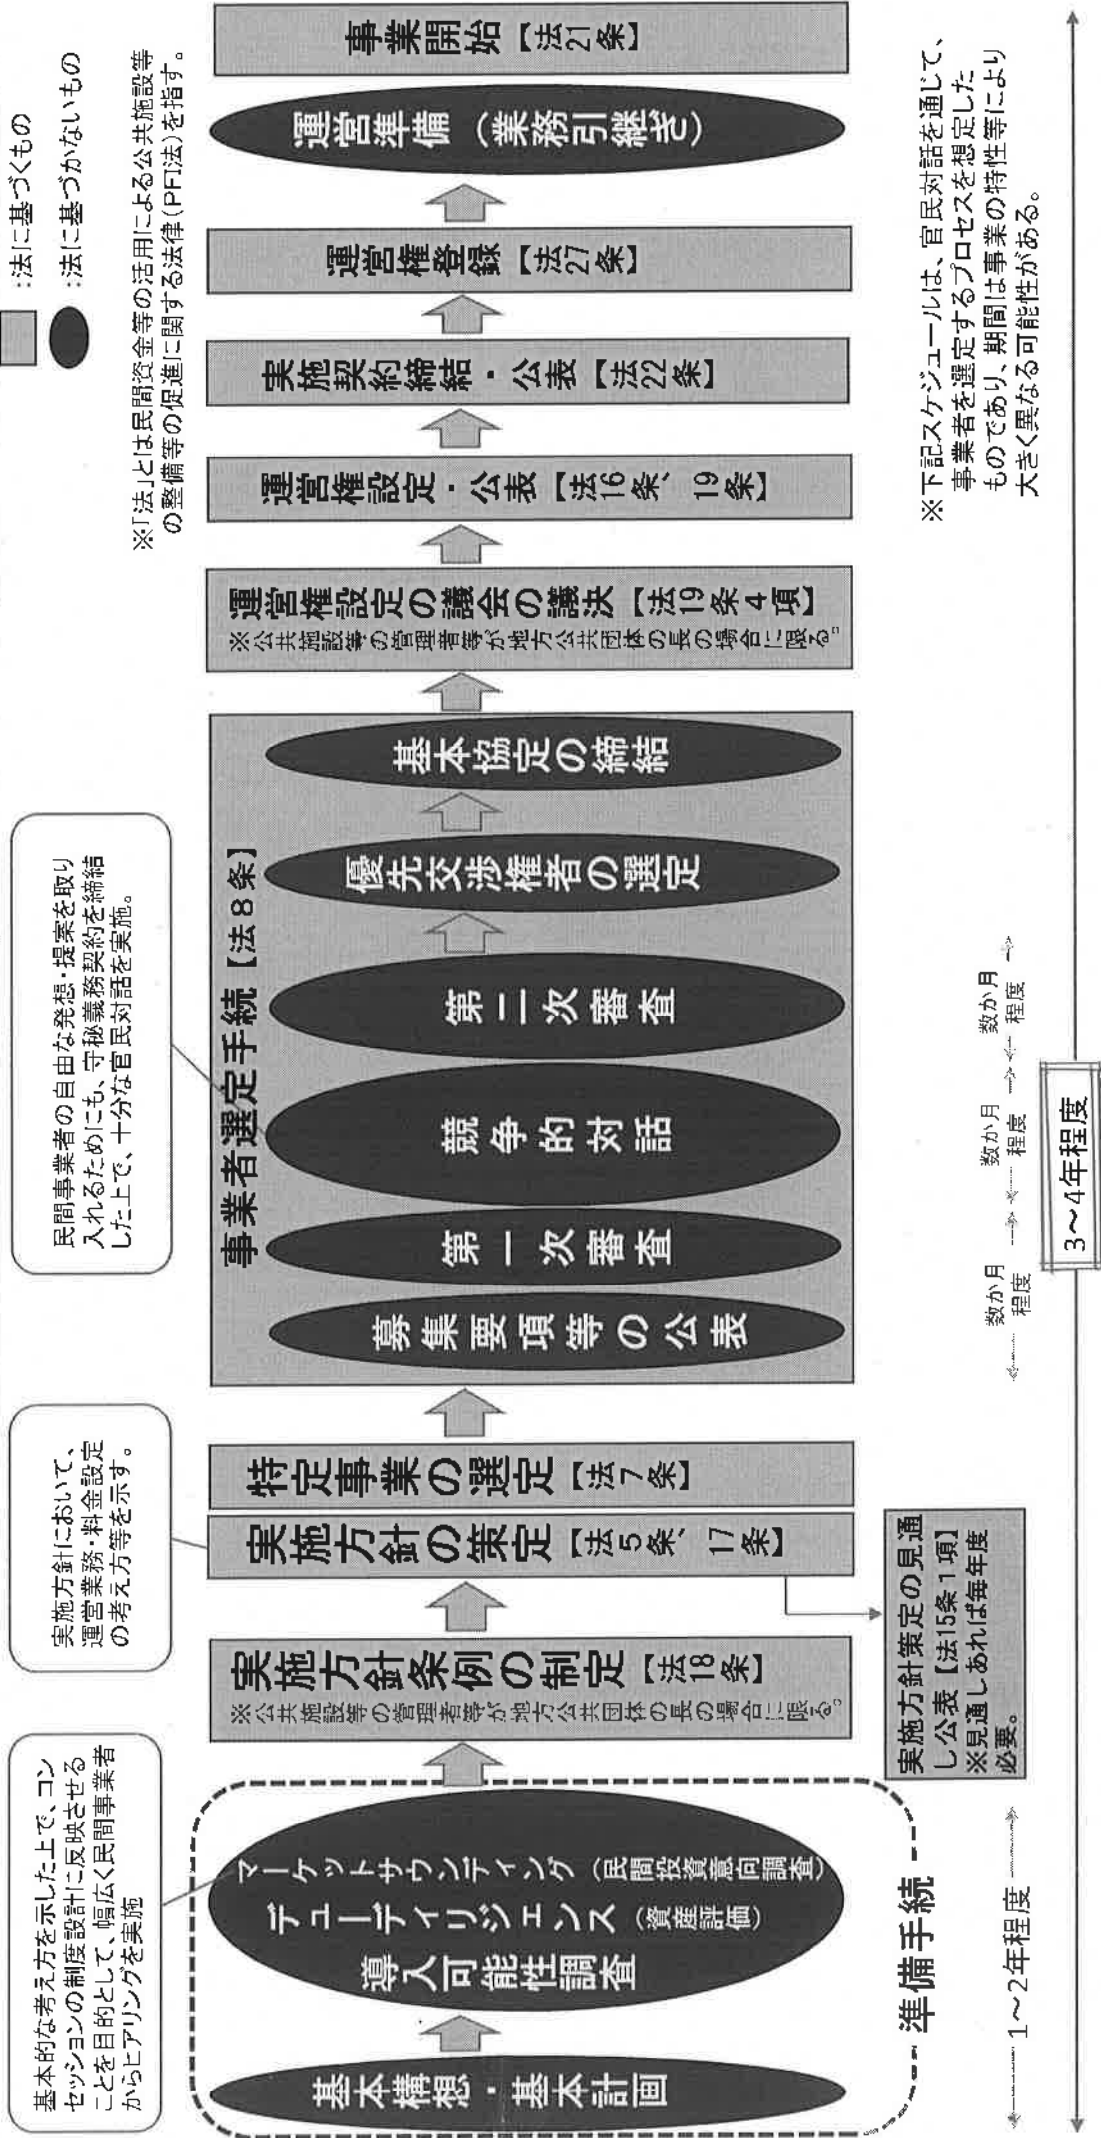 ：法に基づくもの
：法に基づかないもの
※「法」とは民間資金等の活用による公共施設等
の整備等の促進に関する法律（PFI法）を指す。
基本的な考え方を示した上で、コン
セッションの制度設計に反映させる
ことを目的として、幅広く民間事業者
からヒアリングを実施
実施方針において、
運営業務・料金設定
の考え方等を示す。
民間事業者の自由な発想・提案を取り
入れるためにも、守秘義務契約を締結
した上で、十分な官民対話を実施。
基本構想・基本計画
導入可能性調査
デューディリジェンス（資産評価）
マーケットサウンディング（民間投資意向調査）
準備手続
実施方針条例の制定【法18条】
※公共施設等の管理者等が地方公共団体の長の場合に限る。
実施方針の策定【法5条、17条】
特定事業の選定【法7条】
実施方針策定の見通
し公表【法15条1項】
※見通しあれば毎年度
必要。
事業者選定手続【法８条】
募集要項等の公表
第一次審査
競争的対話
第二次審査
優先交渉権者の選定
基本協定の締結
運営権設定の議会の議決【法19条4項】
※公共施設等の管理者等が地方公共団体の長の場合に限る。
運営権設定・公表【法16条、19条】
実施契約締結・公表【法22条】
運営権登録【法27条】
運営準備（業務引継ぎ）
事業開始【法21条】
※下記スケジュールは、官民対話を通じて、
事業者を選定するプロセスを想定した
ものであり、期間は事業の特性等により
大きく異なる可能性がある。
1～2年程度
数か月
程度
数か月
程度
数か月
程度
3～4年程度